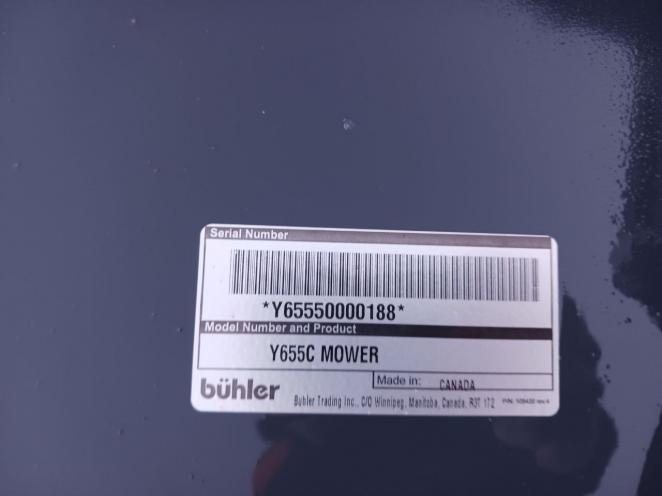 Serial Number
*Y65550000188*
Model Number and Product
Y655C MOWER
Made in: CANADA
bühler
Buhler Trading Inc., C/O Winnipeg, Manitoba, Canada, R3T 1T2